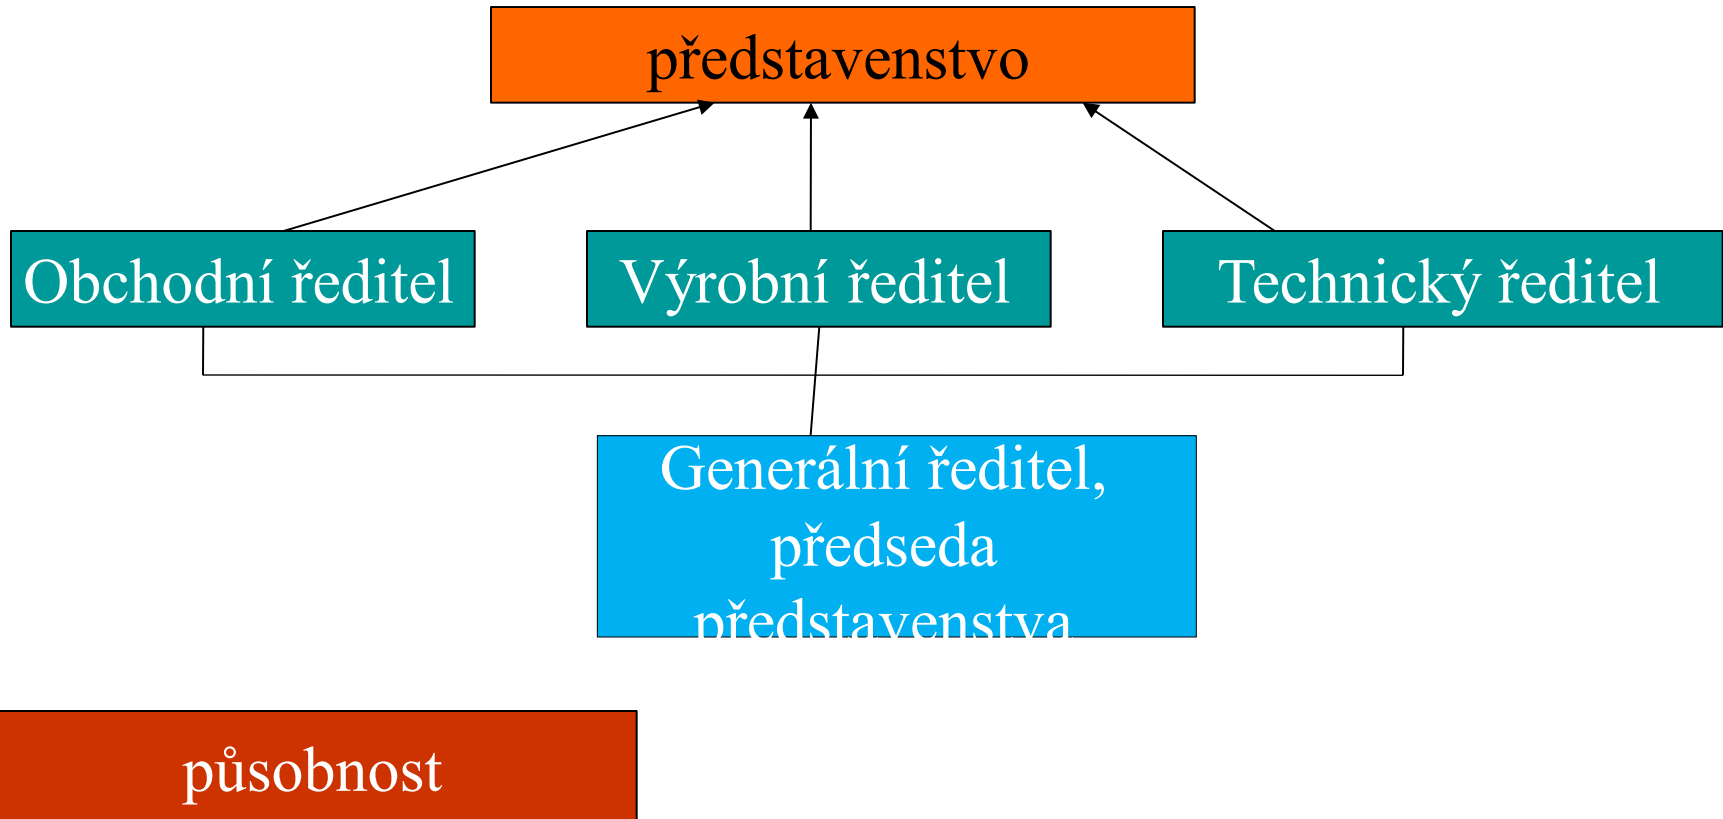 představenstvo
Obchodní ředitel
Výrobní ředitel
Technický ředitel
Generální ředitel,
předseda
představenstva
působnost